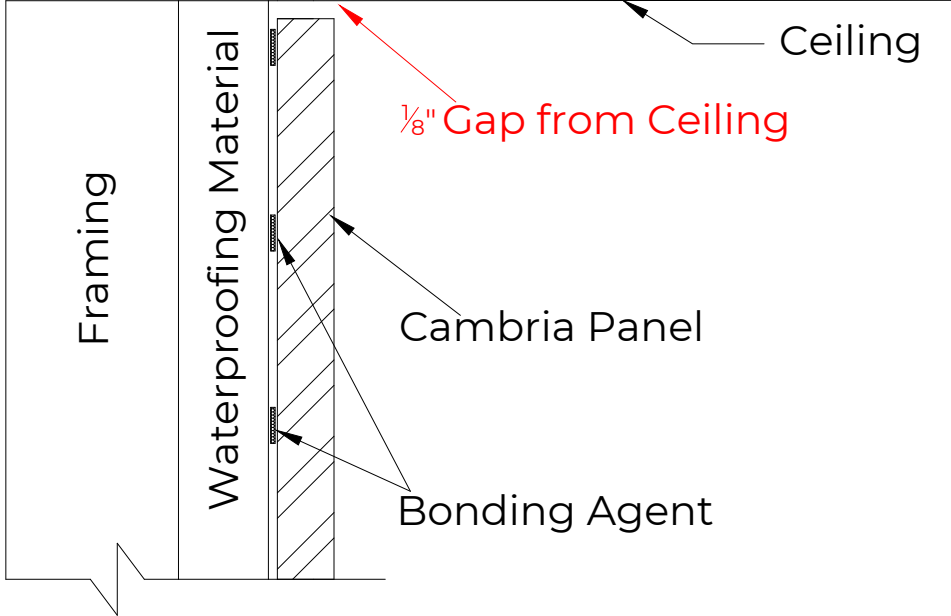 Ceiling
⅛" Gap from Ceiling
Waterproofing Material
Framing
Cambria Panel
Bonding Agent